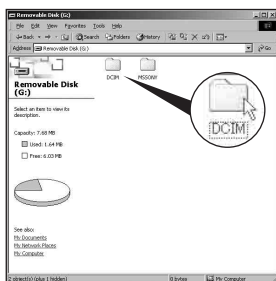 Removable Disk (G:)
File Edit View Favorites Tools Help
Back Search Folders History
Address Removable Disk (G:) Go
Removable Disk
(G:)
Select an item to view its
description.
Capacity: 7.68 MB
Used: 1.64 MB
Free: 6.03 MB
See also:
My Documents
My Network Places
My Computer
DCIM MSSONY
DCIM
2 object(s) (plus 1 hidden) 0 bytes My Computer